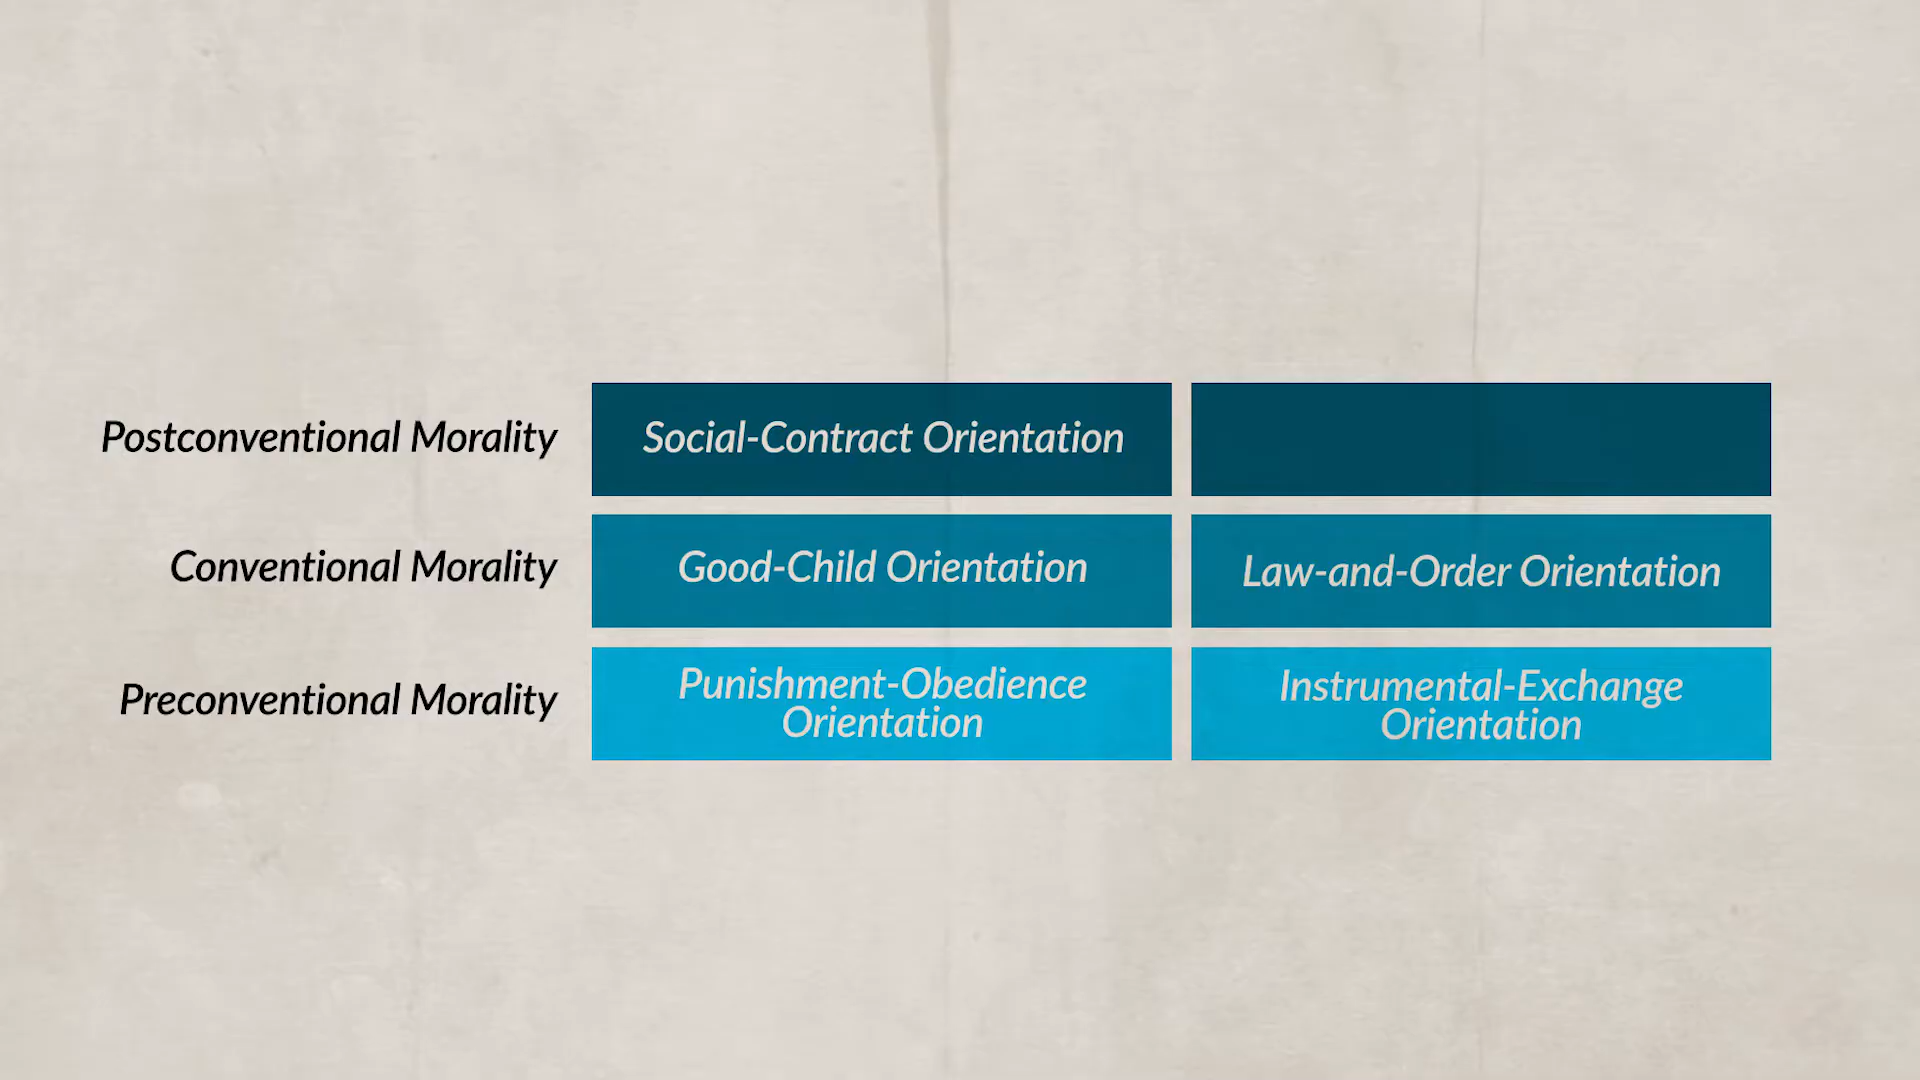 Postconventional Morality
Social-Contract Orientation
Conventional Morality
Good-Child Orientation
Law-and-Order Orientation
Preconventional Morality
Punishment-Obedience
Orientation
Instrumental-Exchange
Orientation